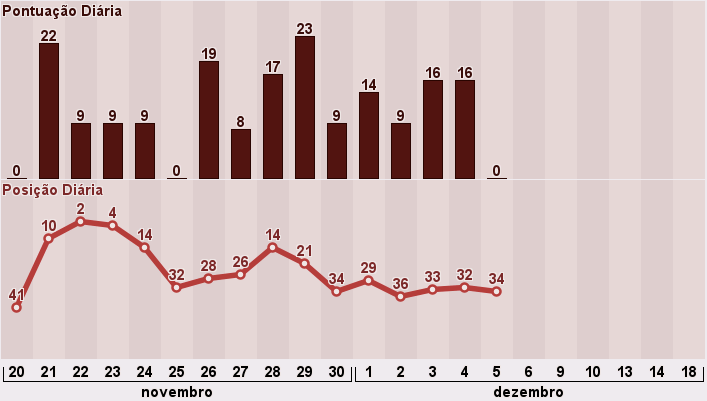 Pontuação Diária
0 22 9 9 9 0 19 8 17 23 9 14 9 16 16 0
Posição Diária
41 10 2 4 14 32 28 26 14 21 34 29 36 33 32 34
20 21 22 23 24 25 26 27 28 29 30 1 2 3 4 5 6 9 10 13 14 18
novembro dezembro